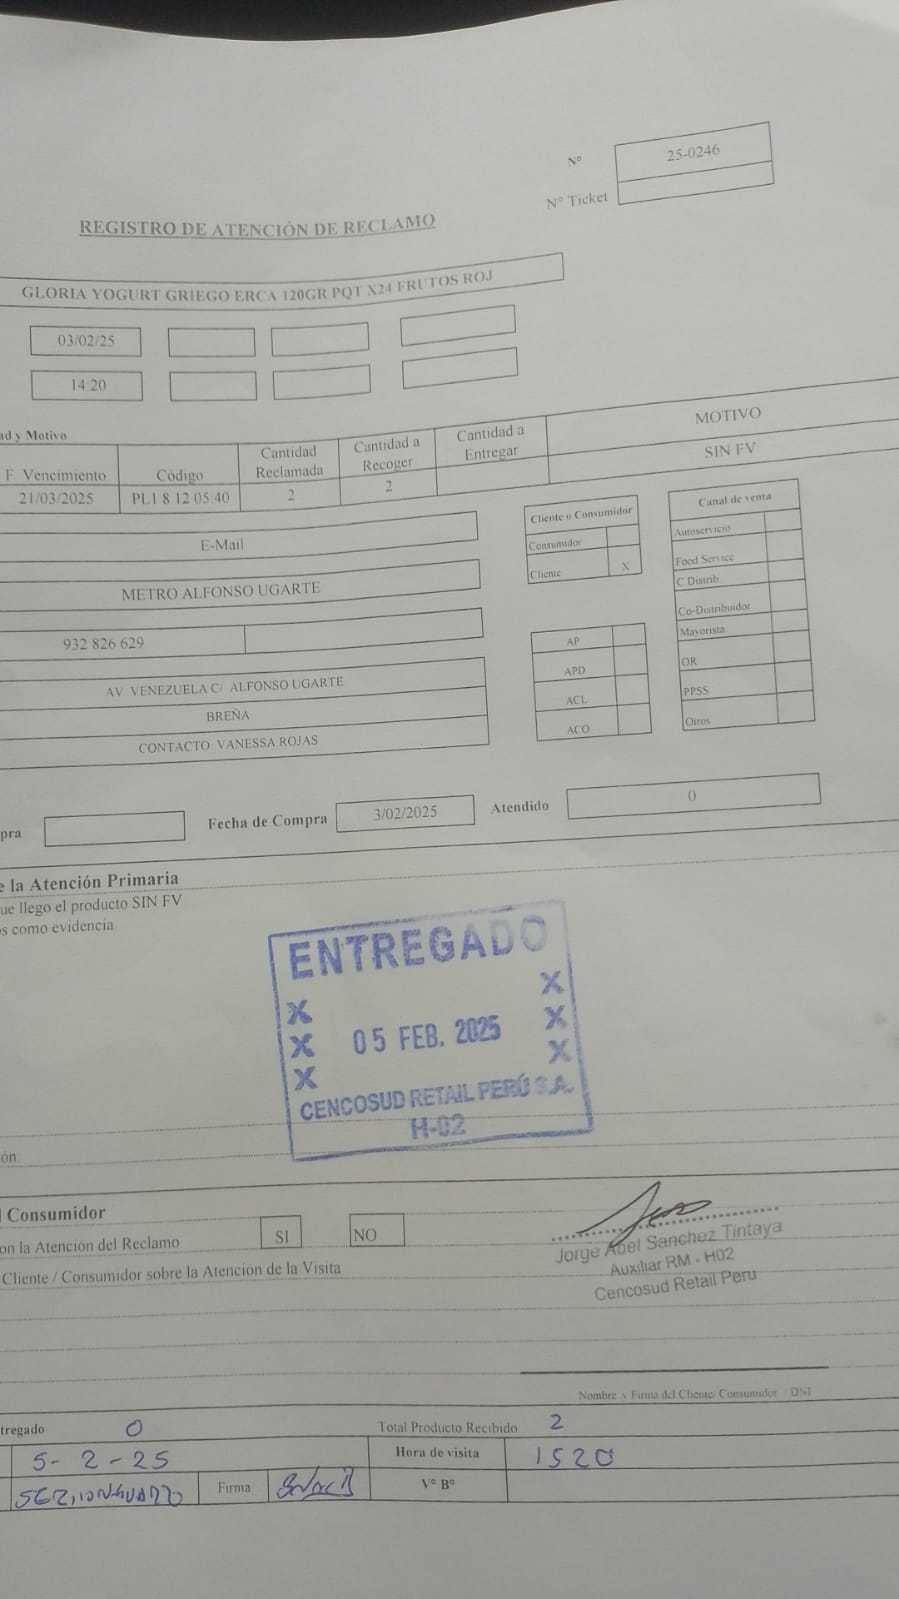 Nº 25-0246
Nº Ticket
REGISTRO DE ATENCIÓN DE RECLAMO
GLORIA YOGURT GRIEGO ERCA 120GR PQT X24 FRUTOS ROJ
03/02/25
14:20
ad y Motivo
F. Vencimiento Código Cantidad Reclamada Cantidad a Recoger Cantidad a Entregar MOTIVO
21/03/2025 PL1 8 12 05:40 2 2 SIN FV
E-Mail
METRO ALFONSO UGARTE
932 826 629
AV. VENEZUELA C/ ALFONSO UGARTE
BREÑA
CONTACTO: VANESSA ROJAS
Cliente o Consumidor
Consumidor
Cliente X
AP
APD
ACL
ACO
Canal de venta
Autoservicio
Food Service
C Distrib.
Co-Distribuidor
Mayorista
OR
PPSS
Otros
pra Fecha de Compra 3/02/2025 Atendido 0
e la Atención Primaria
ue llego el producto SIN FV
os como evidencia
ENTREGADO
X X
X 05 FEB. 2025 X
X X
CENCOSUD RETAIL PERÚ S.A.
H-02
ón:
l Consumidor
on la Atención del Reclamo SI NO
Cliente / Consumidor sobre la Atención de la Visita
Jorge Abel Sanchez Tintaya
Auxiliar RM - H02
Cencosud Retail Peru
Nombre y Firma del Cliente/ Consumidor / DNI
tregado 0 Total Producto Recibido 2
5-2-25 Hora de visita 1520
Firma Vº Bº